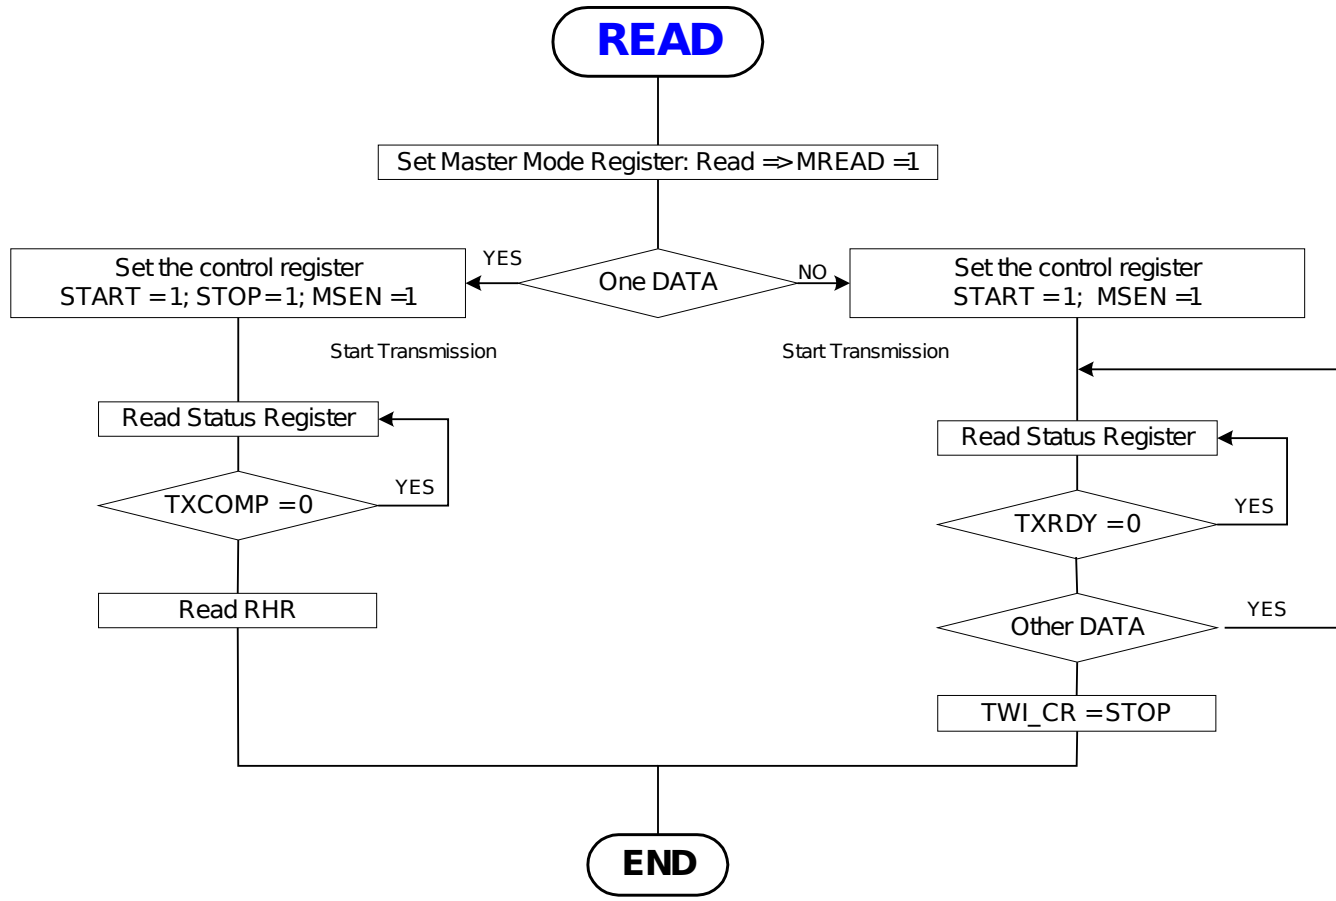 READ
Set Master Mode Register: Read => MREAD =1
YES
One DATA
NO
Set the control register
START =1; STOP=1; MSEN =1
Set the control register
START =1; MSEN =1
Start Transmission
Start Transmission
Read Status Register
Read Status Register
YES
TXCOMP =0
YES
TXRDY =0
Read RHR
YES
Other DATA
TWI_CR =STOP
END